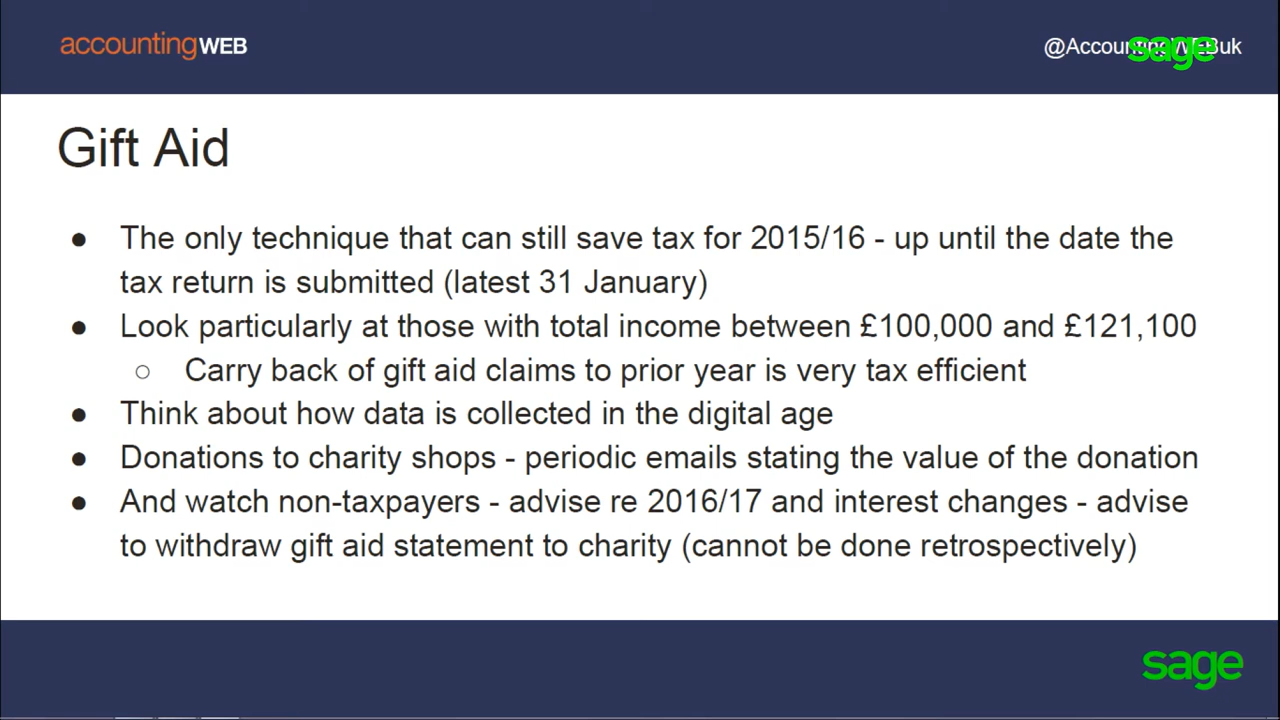 accountingWEB
@AccountingWEBuk
sage
Gift Aid
● The only technique that can still save tax for 2015/16 - up until the date the
tax return is submitted (latest 31 January)
● Look particularly at those with total income between £100,000 and £121,100
○ Carry back of gift aid claims to prior year is very tax efficient
● Think about how data is collected in the digital age
● Donations to charity shops - periodic emails stating the value of the donation
● And watch non-taxpayers - advise re 2016/17 and interest changes - advise
to withdraw gift aid statement to charity (cannot be done retrospectively)
sage